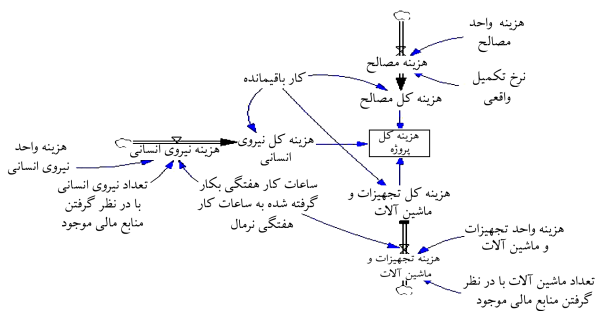 هزینه واحد
مصالح
هزینه مصالح
نرخ تکمیل
واقعی
کار باقیمانده
هزینه کل مصالح
هزینه کل
پروژه
هزینه کل نیروی
انسانی
هزینه نیروی انسانی
هزینه واحد
نیروی انسانی
تعداد نیروی انسانی
با در نظر گرفتن
منابع مالی موجود
ساعات کار هفتگی بکار
گرفته شده به ساعات کار
هفتگی نرمال
هزینه کل تجهیزات و
ماشین آلات
هزینه واحد تجهیزات
و ماشین آلات
هزینه تجهیزات و
ماشین آلات
تعداد ماشین آلات با در نظر
گرفتن منابع مالی موجود